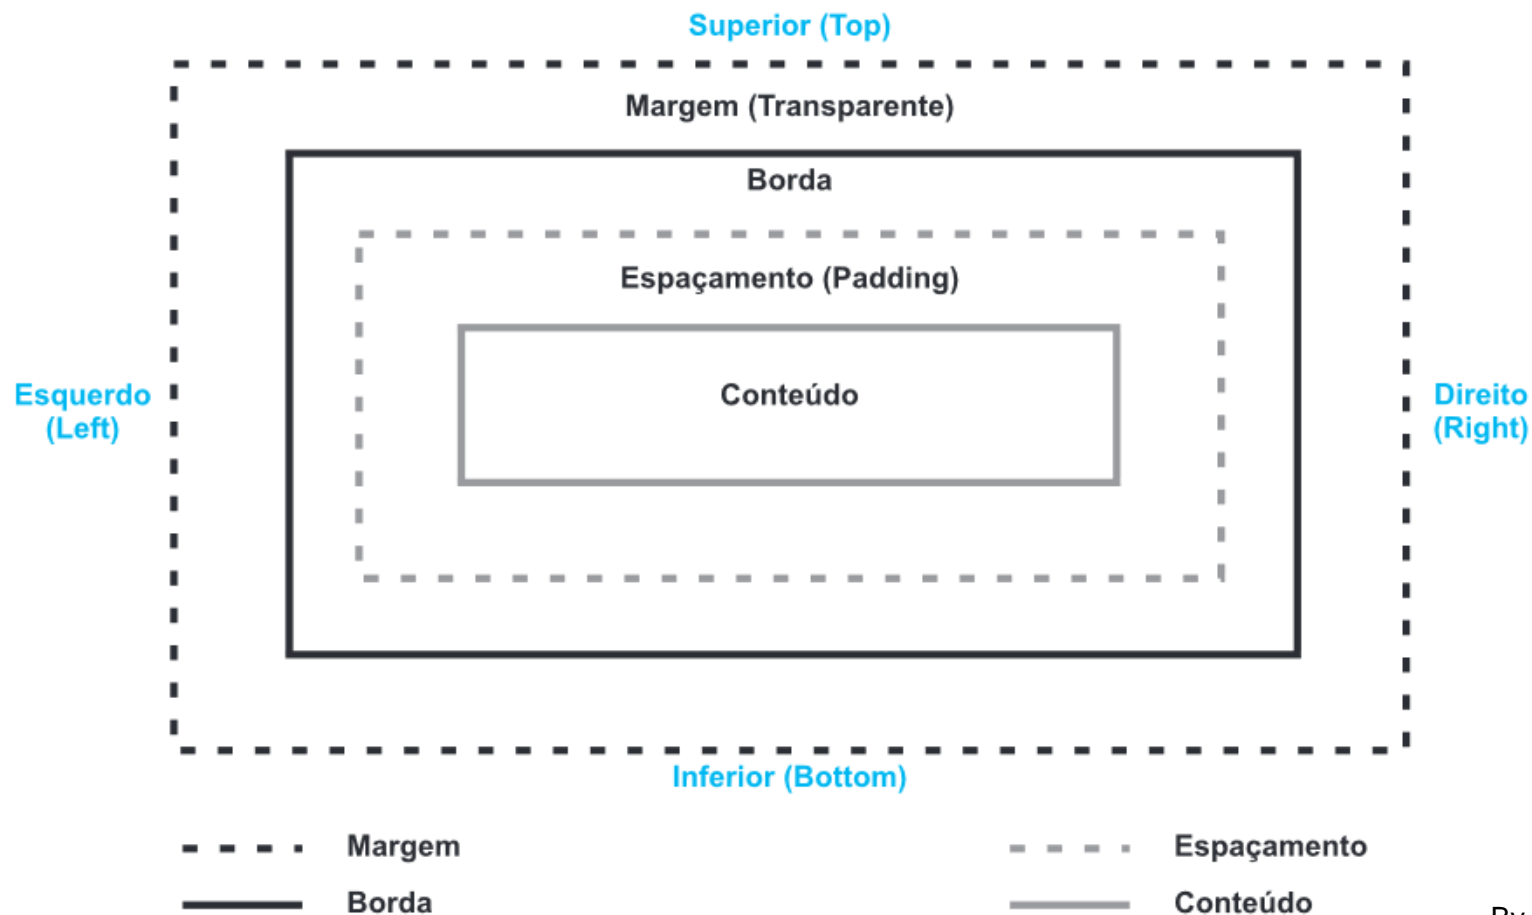 Superior (Top)
Margem (Transparente)
Borda
Espaçamento (Padding)
Conteúdo
Esquerdo
(Left)
Direito
(Right)
Inferior (Bottom)
Margem
Espaçamento
Borda
Conteúdo